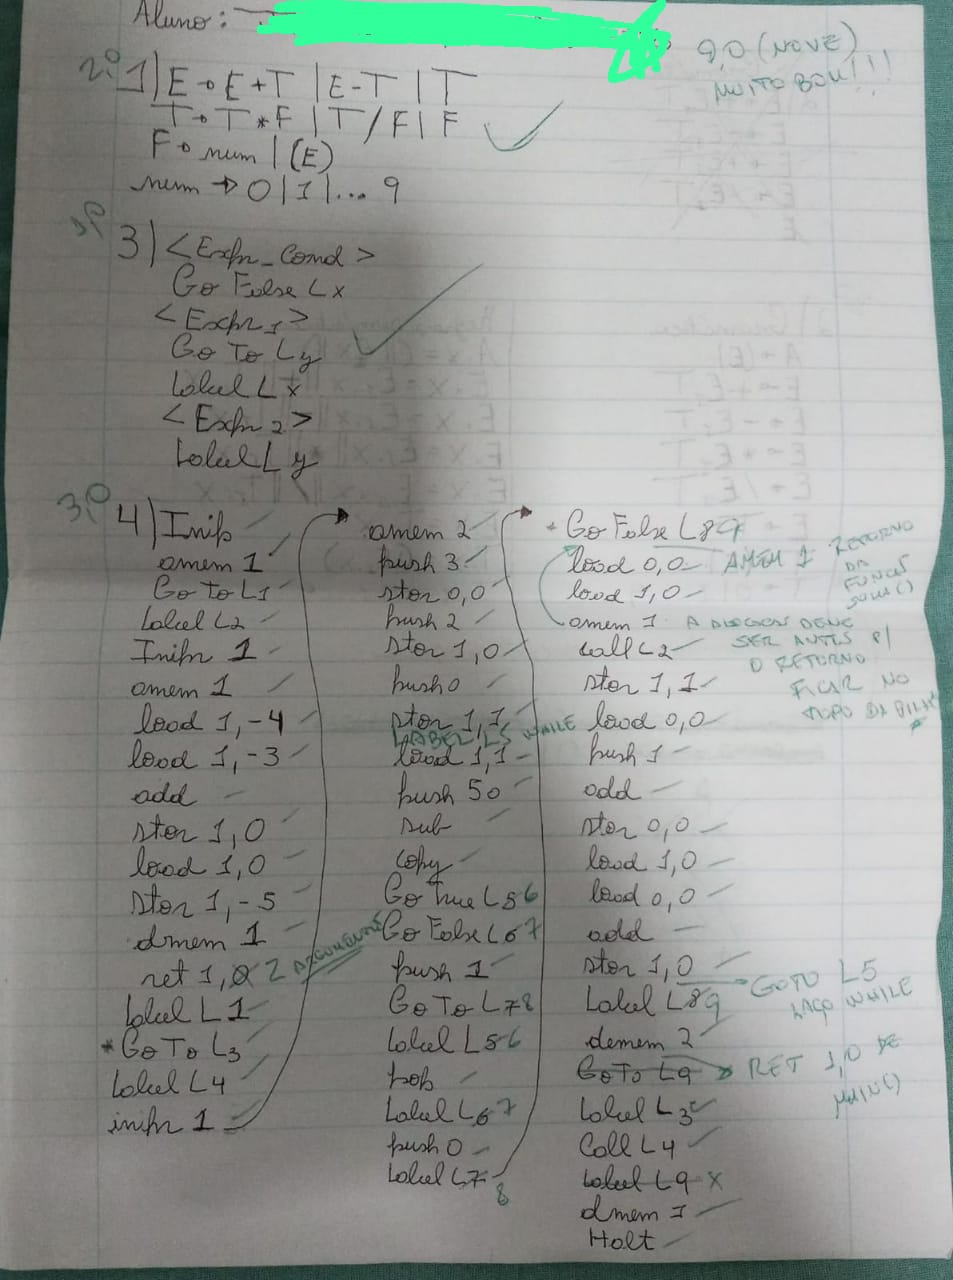 Aluno:
9,0 (NOVE)
MUITO BOM!!!
2,0
1) E → E + T | E - T | T
T → T * F | T / F | F
F → num | (E)
num → 0 | 1 | ... 9
3) <Expr_Cond>
Go False Lx
<Expr1>
Go To Ly
Label Lx
<Expr2>
Label Ly
3,0
4) Inip
amem 1
Go To L1
Label L2
Inipr 1
amem 1
load 1,-4
load 1,-3
add
stor 1,0
load 1,0
stor 1,-5
dmem 1
ret 1, 2 ARGUMENTOS
Label L1
* Go To L3
Label L4
inipr 1
amem 2
push 3
stor 0,0
push 2
stor 1,0
push 0
stor 1,1
LABEL L5 WHILE
load 1,1
push 50
sub
copy
Go True L5 6
Go False L6 7
push 1
Go To L7 8
Label L5 6
pop
Label L6 7
push 0
Label L7 8
* Go False L8 9
load 0,0 AMEM 1 RETORNO DA FUNÇÃO SOMA()
load 1,0
amem 1 A ALOCAÇÃO DEVE SER ANTES P/ O RETORNO FICAR NO TOPO DA PILHA
call L2
stor 1,1
load 0,0
push 1
add
stor 0,0
load 1,0
load 0,0
add
stor 1,0
GOTO L5 LAÇO WHILE
Label L8 9
dmem 2
Go To L9 RET 1,0 DE MAIN()
Label L3
Call L4
Label L9 x
dmem 1
Halt